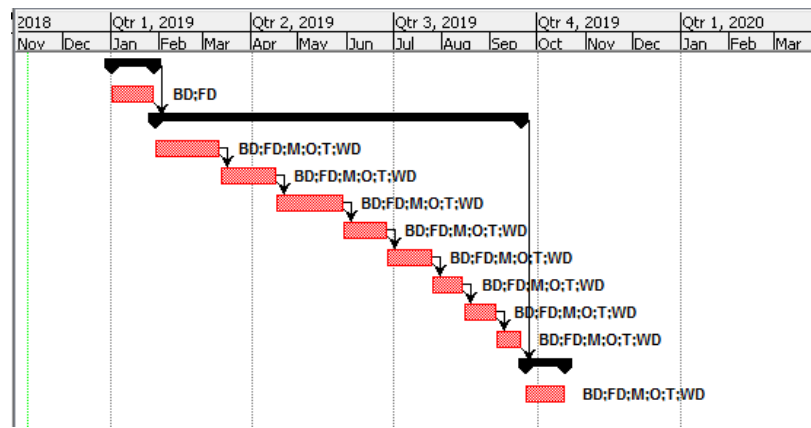 2018 Qtr 1, 2019 Qtr 2, 2019 Qtr 3, 2019 Qtr 4, 2019 Qtr 1, 2020
Nov Dec Jan Feb Mar Apr May Jun Jul Aug Sep Oct Nov Dec Jan Feb Mar
BD;FD
BD;FD;M;O;T;WD
BD;FD;M;O;T;WD
BD;FD;M;O;T;WD
BD;FD;M;O;T;WD
BD;FD;M;O;T;WD
BD;FD;M;O;T;WD
BD;FD;M;O;T;WD
BD;FD;M;O;T;WD
BD;FD;M;O;T;WD